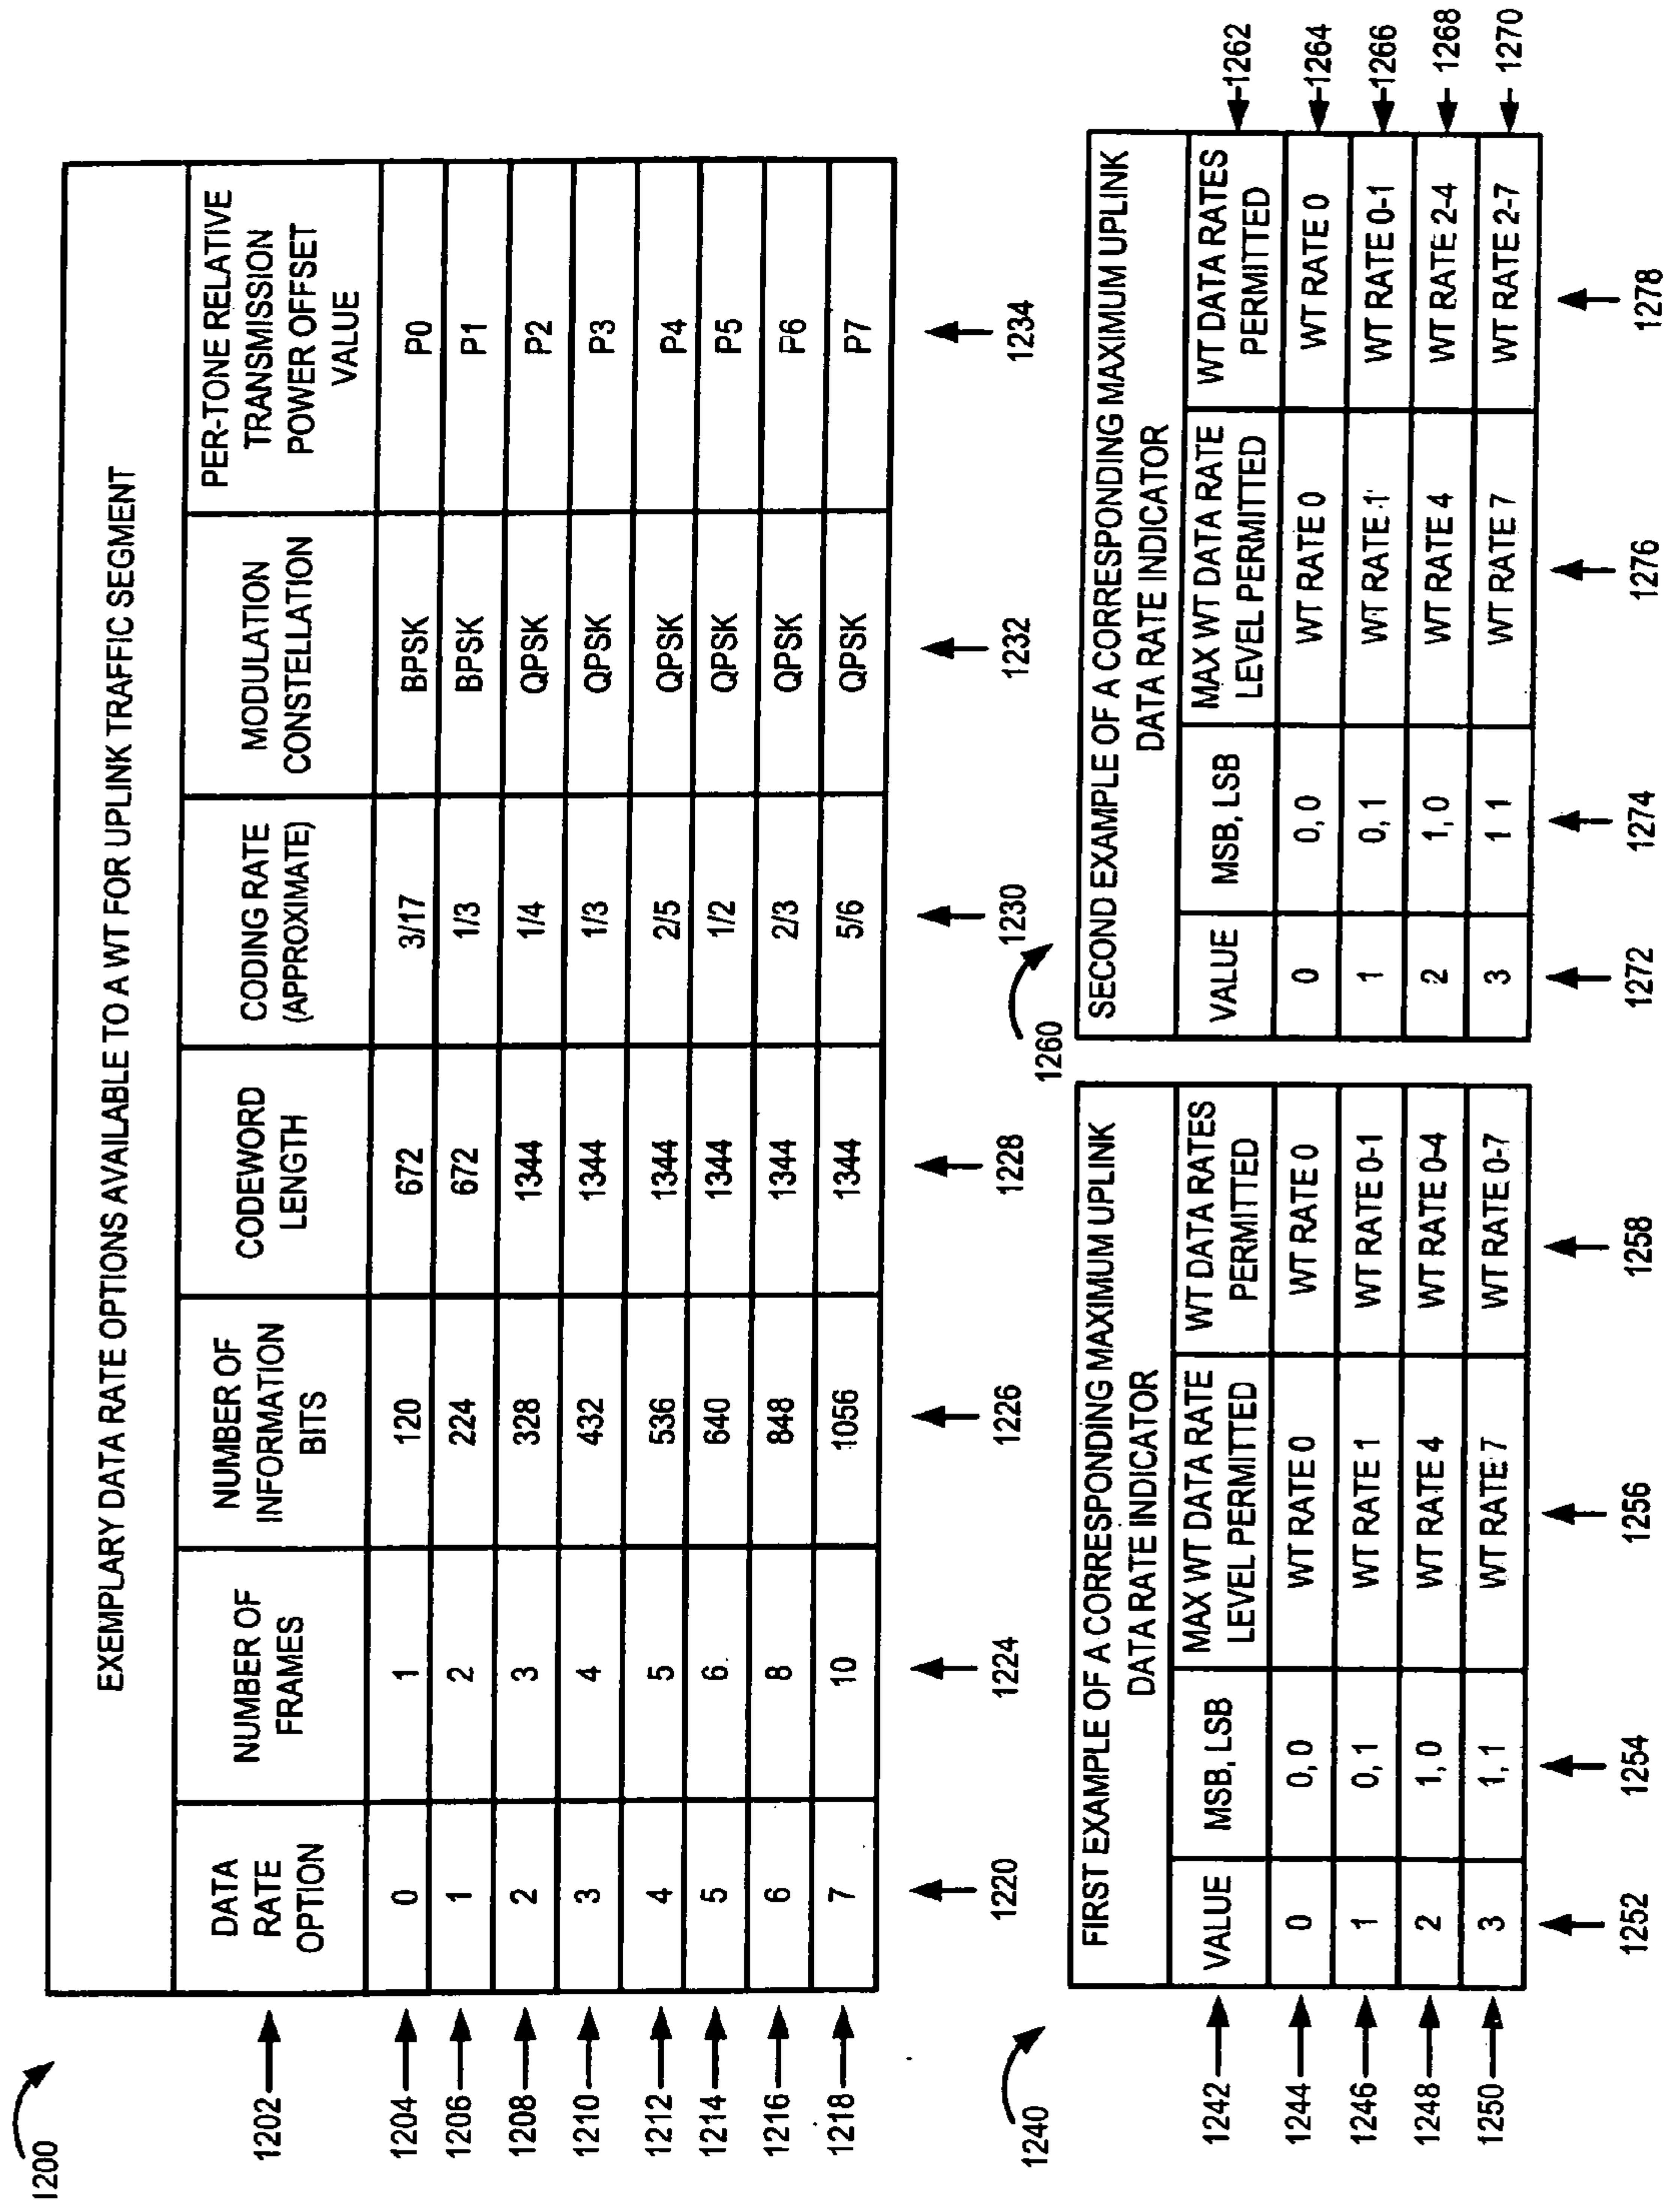 1200
EXEMPLARY DATA RATE OPTIONS AVAILABLE TO A WT FOR UPLINK TRAFFIC SEGMENT
1202 DATA RATE OPTION NUMBER OF FRAMES NUMBER OF INFORMATION BITS CODEWORD LENGTH CODING RATE (APPROXIMATE) MODULATION CONSTELLATION PER-TONE RELATIVE TRANSMISSION POWER OFFSET VALUE
1204 0 1 120 672 3/17 BPSK P0
1206 1 2 224 672 1/3 BPSK P1
1208 2 3 328 1344 1/4 QPSK P2
1210 3 4 432 1344 1/3 QPSK P3
1212 4 5 536 1344 2/5 QPSK P4
1214 5 6 640 1344 1/2 QPSK P5
1216 6 8 848 1344 2/3 QPSK P6
1218 7 10 1056 1344 5/6 QPSK P7
1220 1224 1226 1228 1230 1232 1234
1240
FIRST EXAMPLE OF A CORRESPONDING MAXIMUM UPLINK
DATA RATE INDICATOR
1242 VALUE MSB, LSB MAX WT DATA RATE LEVEL PERMITTED WT DATA RATES PERMITTED
1244 0 0, 0 WT RATE 0 WT RATE 0
1246 1 0, 1 WT RATE 1 WT RATE 0-1
1248 2 1, 0 WT RATE 4 WT RATE 0-4
1250 3 1, 1 WT RATE 7 WT RATE 0-7
1252 1254 1256 1258
1260
SECOND EXAMPLE OF A CORRESPONDING MAXIMUM UPLINK
DATA RATE INDICATOR
VALUE MSB, LSB MAX WT DATA RATE LEVEL PERMITTED WT DATA RATES PERMITTED 1262
0 0, 0 WT RATE 0 WT RATE 0 1264
1 0, 1 WT RATE 1 WT RATE 0-1 1266
2 1, 0 WT RATE 4 WT RATE 2-4 1268
3 1 1 WT RATE 7 WT RATE 2-7 1270
1272 1274 1276 1278